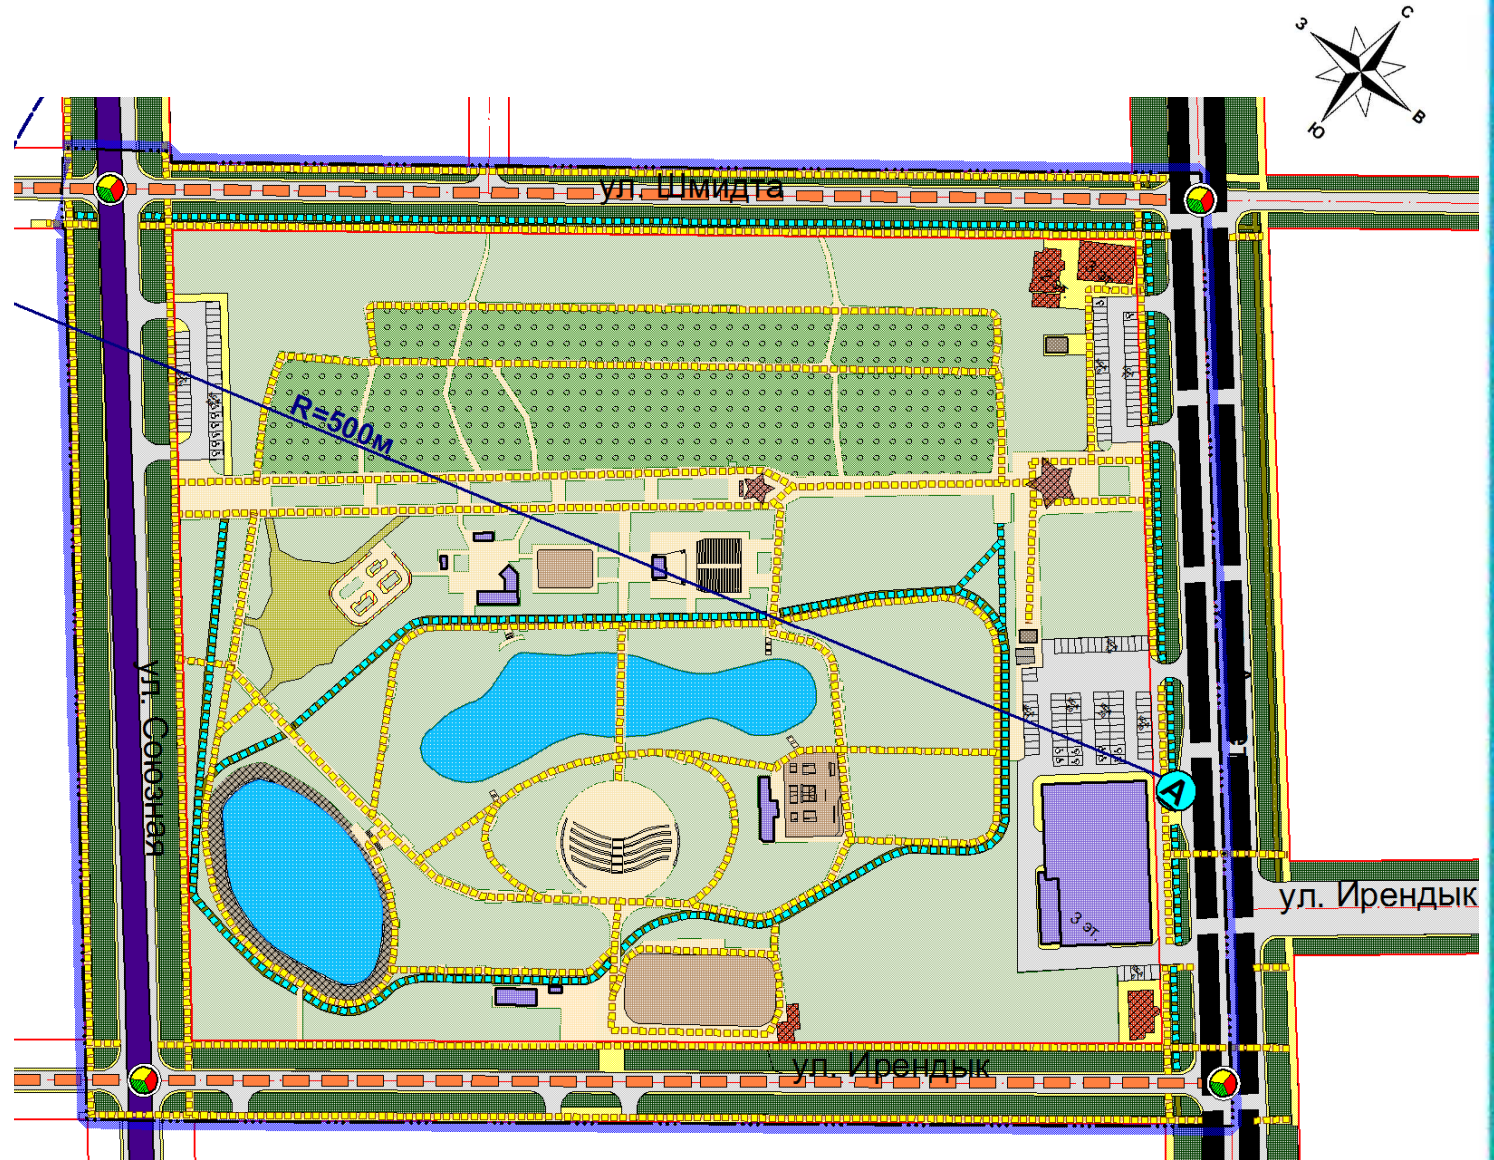 С
З
В
Ю
ул. Шмидта
R=500м
ул. Союзная
А
ул. Ирендык
3 эт.
ул. Ирендык